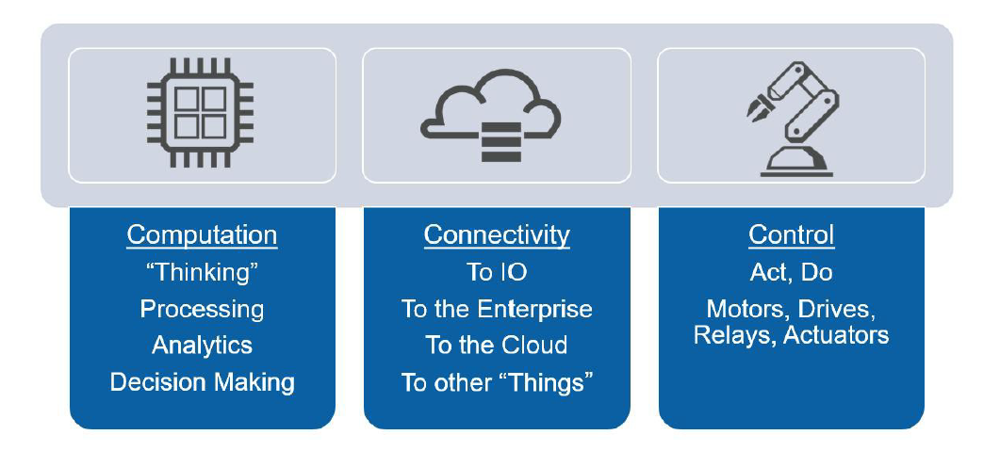 Computation
“Thinking”
Processing
Analytics
Decision Making
Connectivity
To IO
To the Enterprise
To the Cloud
To other “Things”
Control
Act, Do
Motors, Drives,
Relays, Actuators